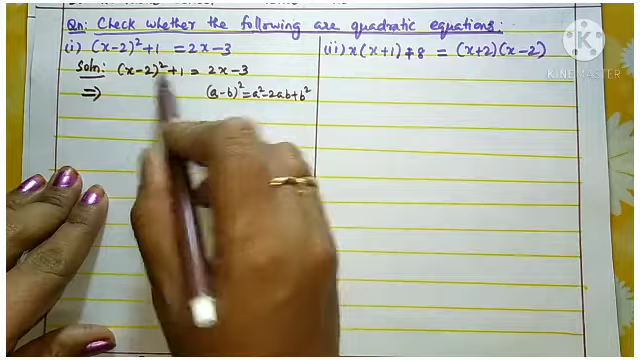 Qn: Check whether the following are quadratic equations:
(i) (x-2)²+1 = 2x-3
Soln: (x-2)²+1 = 2x-3
⇒ (a-b)² = a²-2ab+b²
(ii) x(x+1)+8 = (x+2)(x-2)
KINEMASTER